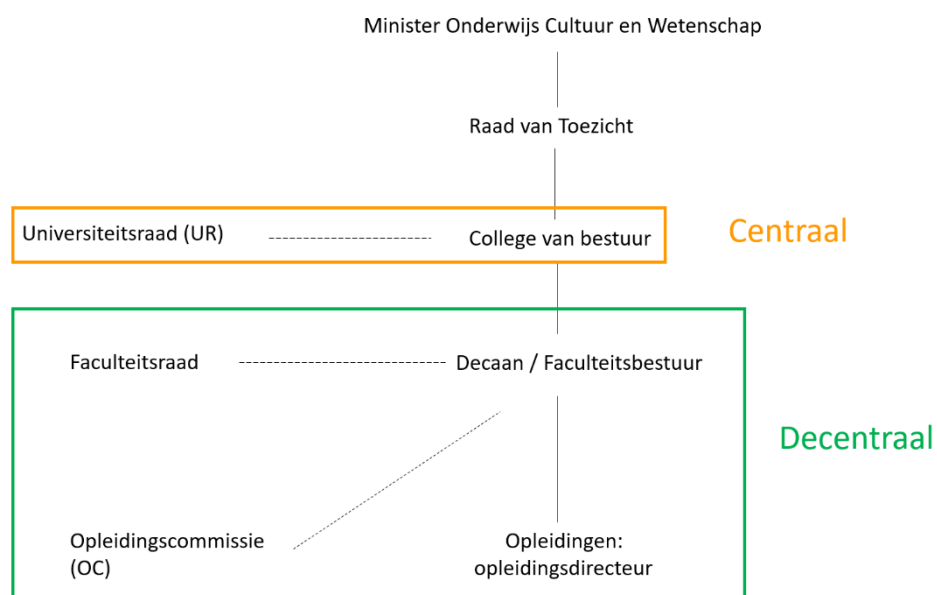 Minister Onderwijs Cultuur en Wetenschap
Raad van Toezicht
Universiteitsraad (UR)
College van bestuur
Centraal
Faculteitsraad
Decaan / Faculteitsbestuur
Decentraal
Opleidingscommissie
(OC)
Opleidingen:
opleidingsdirecteur